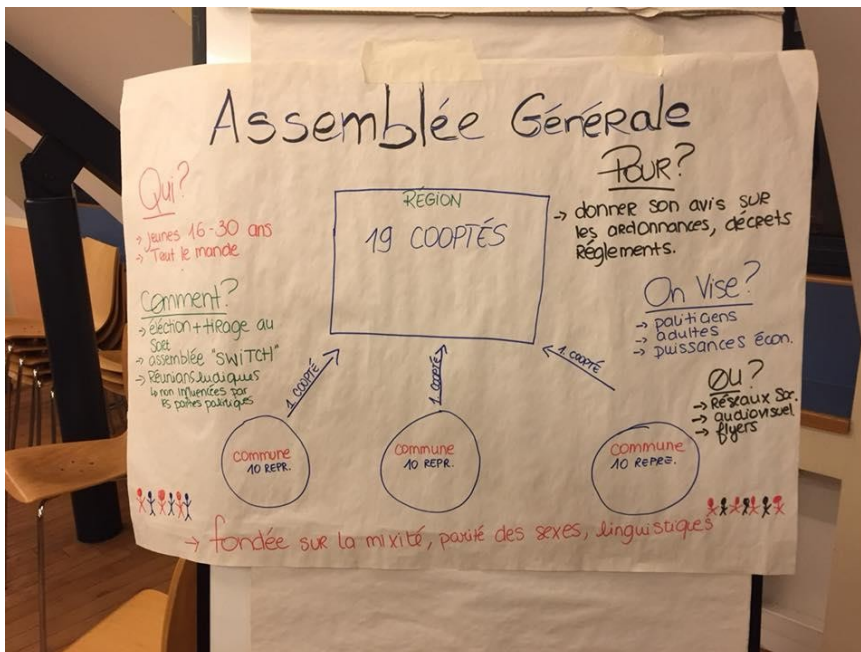 Assemblée Générale
Qui?
→ jeunes 16-30 ans
→ Tout le monde
Comment?
→ élection + tirage au
sort
→ assemblée "SWITCH"
→ Réunions ludiques
↳ non influencées par
les partis politiques
RÉGION
19 COOPTÉS
POUR?
→ donner son avis sur
les ordonnances, décrets
Réglements.
On Vise?
→ politiciens
→ adultes
→ puissances écon.
OU?
→ Réseaux Soc.
→ audiovisuel
→ flyers
1 COOPTÉ
1 COOPTÉ
1 COOPTÉ
commune
10 REPR.
commune
10 REPR.
commune
10 REPRE.
→ fondée sur la mixité, parité des sexes, linguistiques